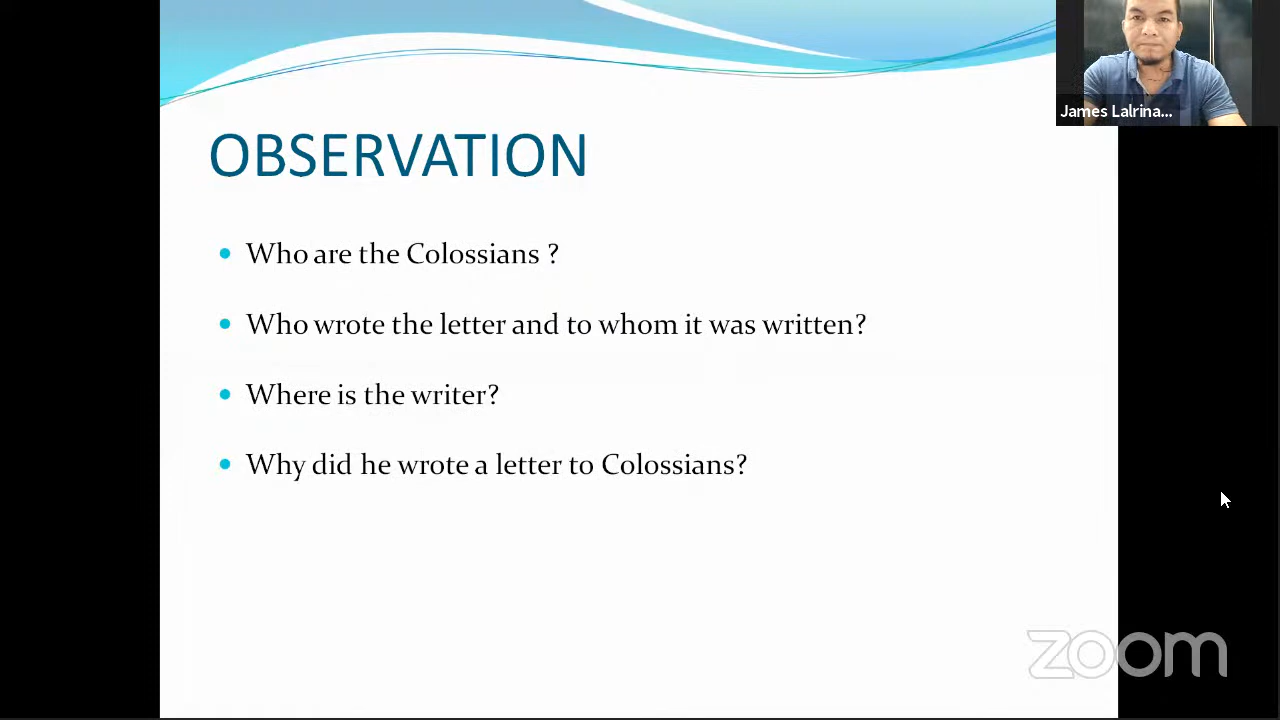 James Lalrina...
OBSERVATION
Who are the Colossians ?
Who wrote the letter and to whom it was written?
Where is the writer?
Why did he wrote a letter to Colossians?
zoom